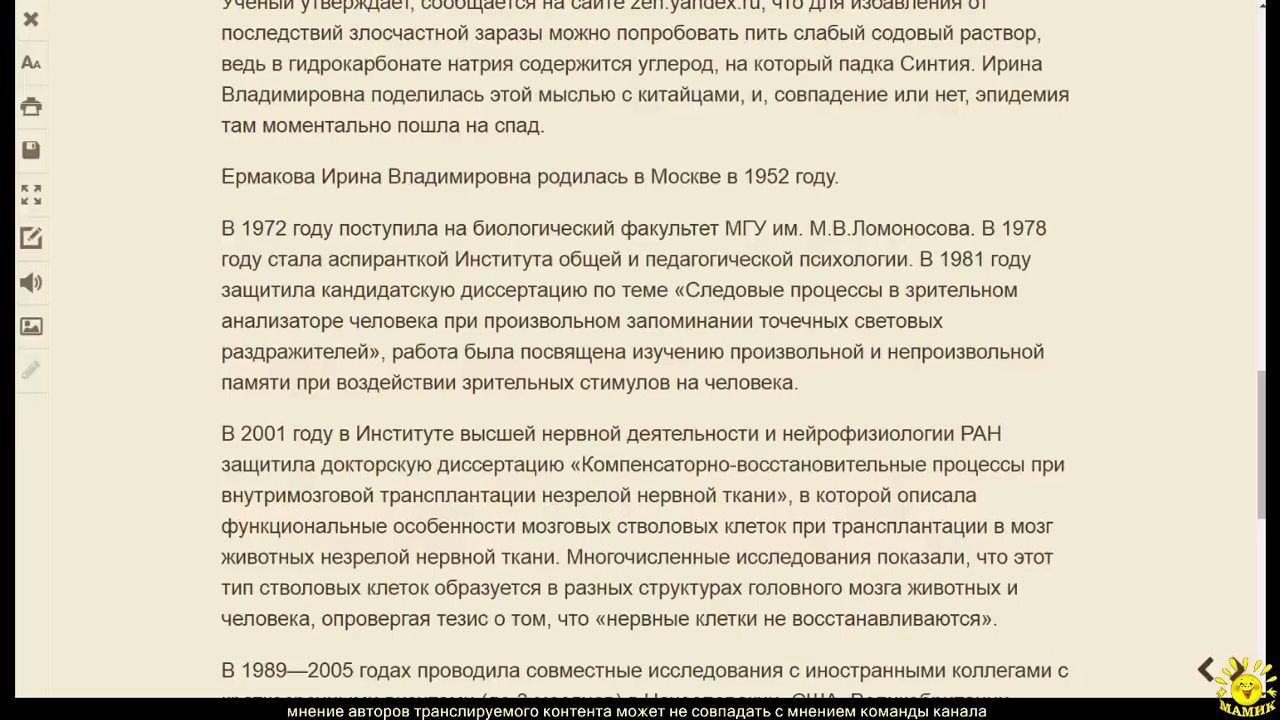 Ученый утверждает, сообщается на сайте zen.yandex.ru, что для избавления от
последствий злосчастной заразы можно попробовать пить слабый содовый раствор,
ведь в гидрокарбонате натрия содержится углерод, на который падка Синтия. Ирина
Владимировна поделилась этой мыслью с китайцами, и, совпадение или нет, эпидемия
там моментально пошла на спад.
Ермакова Ирина Владимировна родилась в Москве в 1952 году.
В 1972 году поступила на биологический факультет МГУ им. М.В.Ломоносова. В 1978
году стала аспиранткой Института общей и педагогической психологии. В 1981 году
защитила кандидатскую диссертацию по теме «Следовые процессы в зрительном
анализаторе человека при произвольном запоминании точечных световых
раздражителей», работа была посвящена изучению произвольной и непроизвольной
памяти при воздействии зрительных стимулов на человека.
В 2001 году в Институте высшей нервной деятельности и нейрофизиологии РАН
защитила докторскую диссертацию «Компенсаторно-восстановительные процессы при
внутримозговой трансплантации незрелой нервной ткани», в которой описала
функциональные особенности мозговых стволовых клеток при трансплантации в мозг
животных незрелой нервной ткани. Многочисленные исследования показали, что этот
тип стволовых клеток образуется в разных структурах головного мозга животных и
человека, опровергая тезис о том, что «нервные клетки не восстанавливаются».
В 1989—2005 годах проводила совместные исследования с иностранными коллегами с
МАМИК
мнение авторов транслируемого контента может не совпадать с мнением команды канала